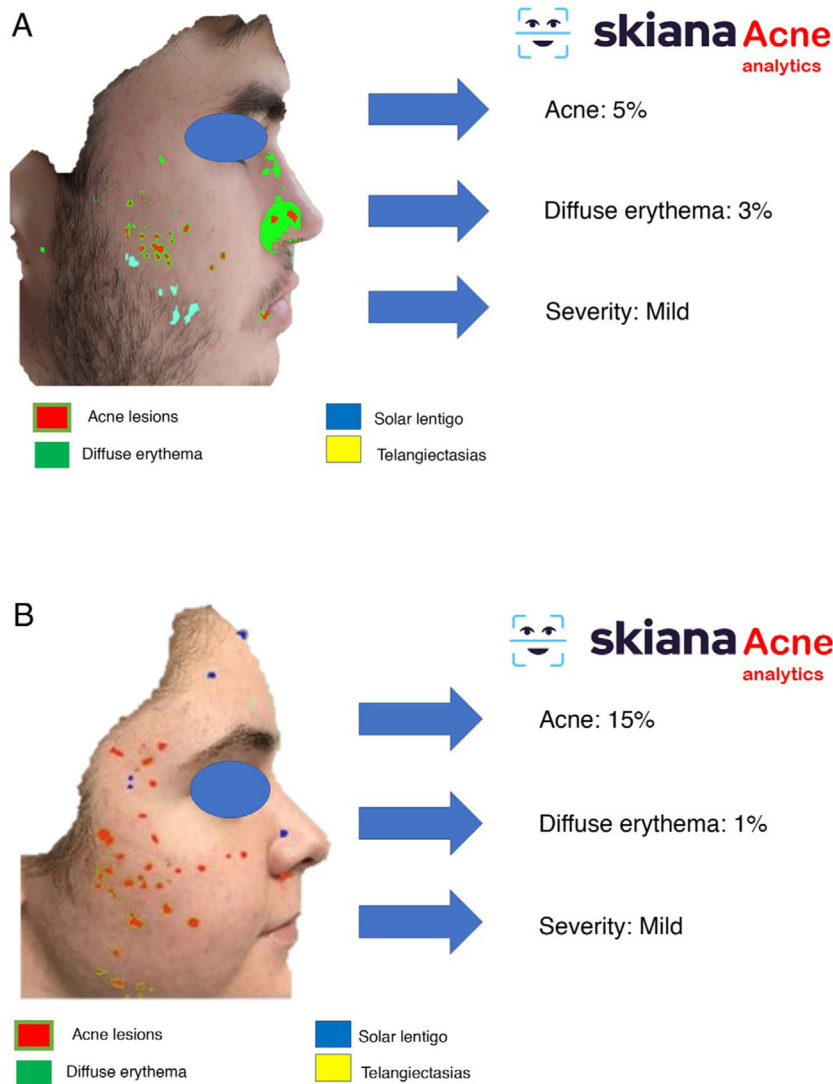 A
skiana Acne
analytics
Acne: 5%
Diffuse erythema: 3%
Severity: Mild
Acne lesions
Solar lentigo
Diffuse erythema
Telangiectasias
B
skiana Acne
analytics
Acne: 15%
Diffuse erythema: 1%
Severity: Mild
Acne lesions
Solar lentigo
Diffuse erythema
Telangiectasias